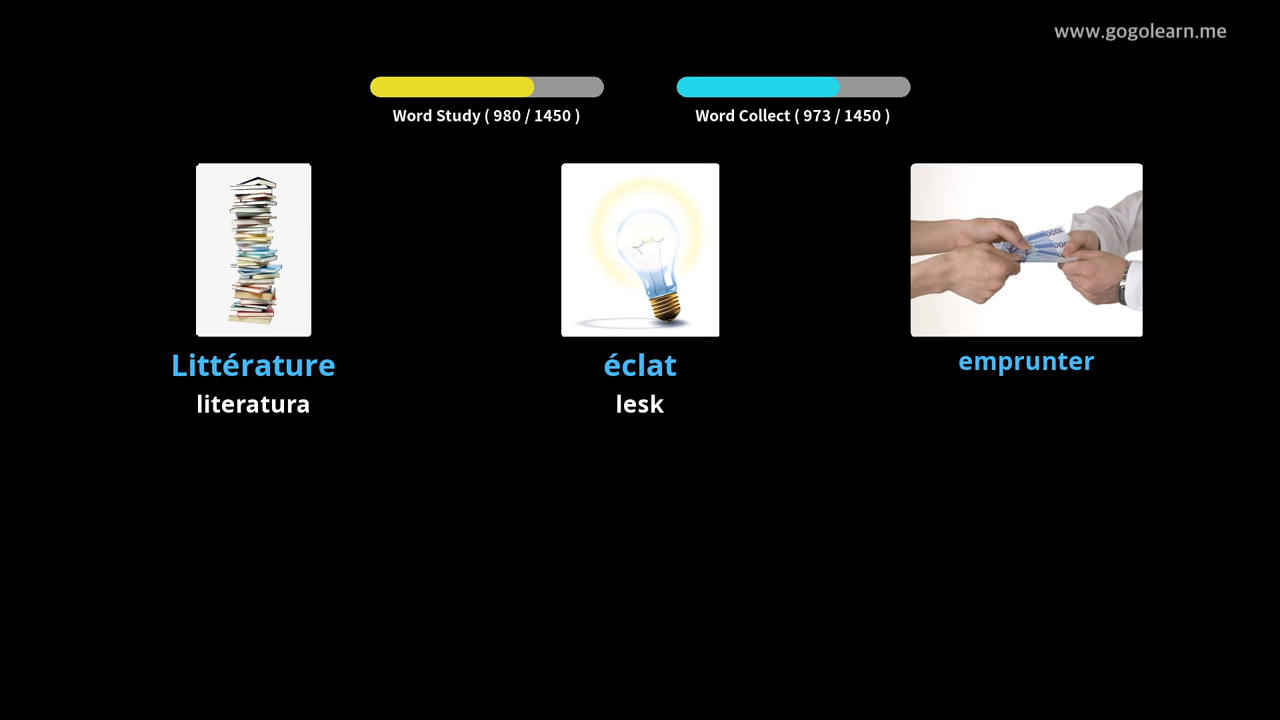 www.gogolearn.me
Word Study ( 980 / 1450 )
Word Collect ( 973 / 1450 )
Littérature
literatura
éclat
lesk
emprunter